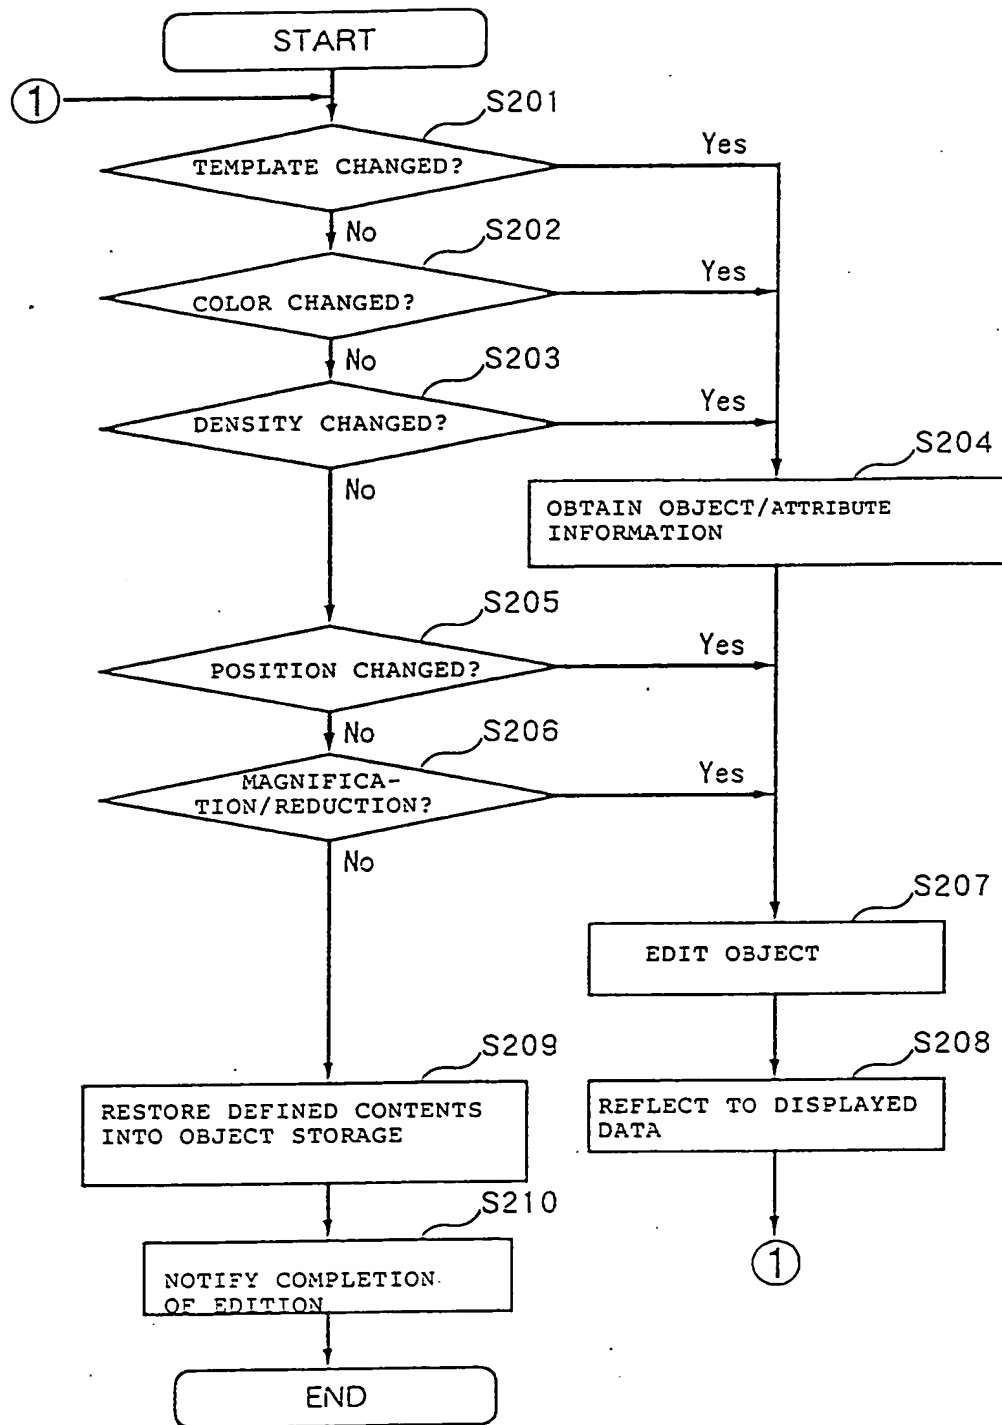 START
1
S201
TEMPLATE CHANGED?
Yes
No
S202
COLOR CHANGED?
Yes
No
S203
DENSITY CHANGED?
Yes
No
S204
OBTAIN OBJECT/ATTRIBUTE
INFORMATION
S205
POSITION CHANGED?
Yes
No
S206
MAGNIFICA-
TION/REDUCTION?
Yes
No
S207
EDIT OBJECT
S208
REFLECT TO DISPLAYED
DATA
1
S209
RESTORE DEFINED CONTENTS
INTO OBJECT STORAGE
S210
NOTIFY COMPLETION
OF EDITION
END